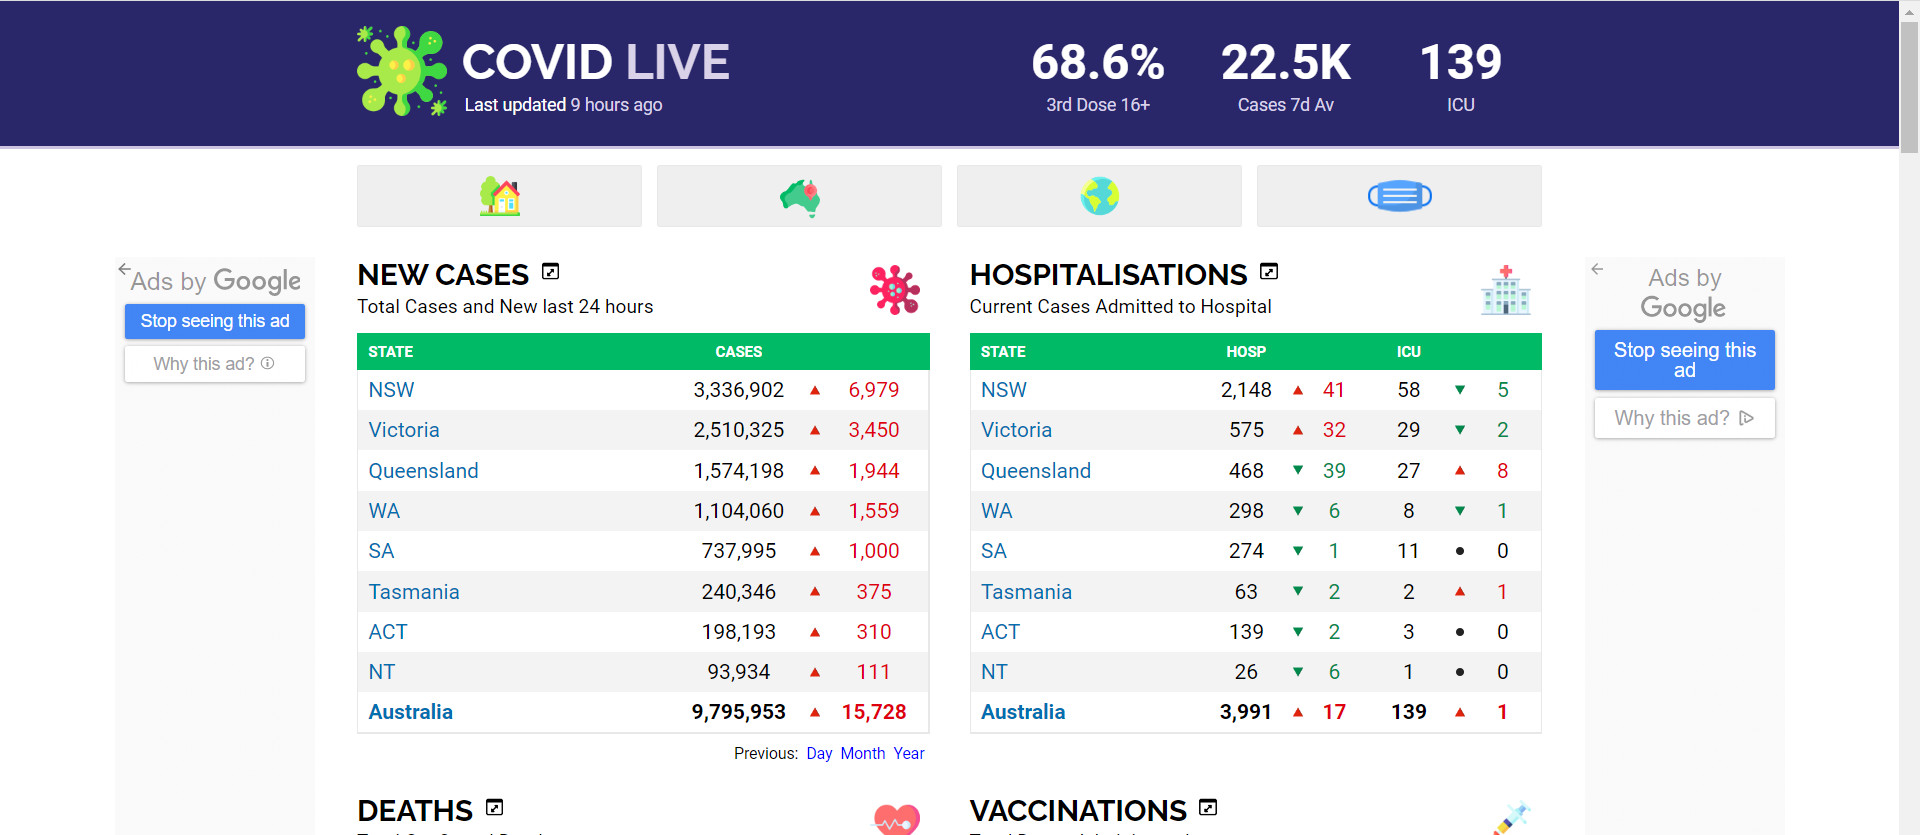 COVID LIVE
Last updated 9 hours ago
68.6%
3rd Dose 16+
22.5K
Cases 7d Av
139
ICU
Ads by Google
Stop seeing this ad
Why this ad?
NEW CASES
Total Cases and New last 24 hours
STATE CASES
NSW 3,336,902 ▲ 6,979
Victoria 2,510,325 ▲ 3,450
Queensland 1,574,198 ▲ 1,944
WA 1,104,060 ▲ 1,559
SA 737,995 ▲ 1,000
Tasmania 240,346 ▲ 375
ACT 198,193 ▲ 310
NT 93,934 ▲ 111
Australia 9,795,953 ▲ 15,728
Previous: Day Month Year
HOSPITALISATIONS
Current Cases Admitted to Hospital
STATE HOSP ICU
NSW 2,148 ▲ 41 58 ▼ 5
Victoria 575 ▲ 32 29 ▼ 2
Queensland 468 ▼ 39 27 ▲ 8
WA 298 ▼ 6 8 ▼ 1
SA 274 ▼ 1 11 ● 0
Tasmania 63 ▼ 2 2 ▲ 1
ACT 139 ▼ 2 3 ● 0
NT 26 ▼ 6 1 ● 0
Australia 3,991 ▲ 17 139 ▲ 1
Ads by
Google
Stop seeing this
ad
Why this ad?
DEATHS
VACCINATIONS